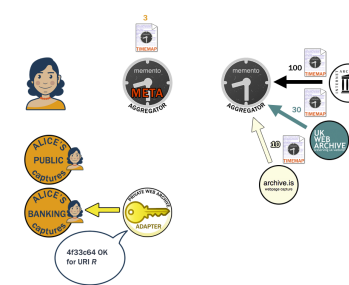 3
TIMEMAP
memento
META
AGGREGATOR
memento
AGGREGATOR
100
TIMEMAP
30
TIMEMAP
UK
WEB
ARCHIVE
10
TIMEMAP
archive.is
webpage capture
ALICE'S
PUBLIC
captures
ALICE'S
BANKING
captures
PRIVATE WEB ARCHIVE
ADAPTER
4f33c64 OK
for URI R